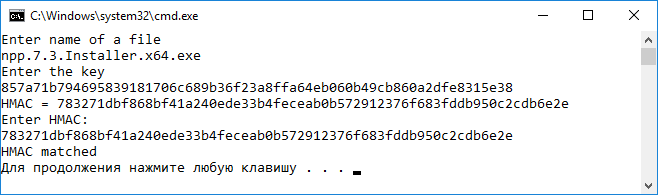 C:\Windows\system32\cmd.exe
Enter name of a file
npp.7.3.Installer.x64.exe
Enter the key
857a71b794695839181706c689b36f23a8ffa64eb060b49cb860a2dfe8315e38
HMAC = 783271dbf868bf41a240ede33b4feceab0b572912376f683fddb950c2cdb6e2e
Enter HMAC:
783271dbf868bf41a240ede33b4feceab0b572912376f683fddb950c2cdb6e2e
HMAC matched
Для продолжения нажмите любую клавишу . . .